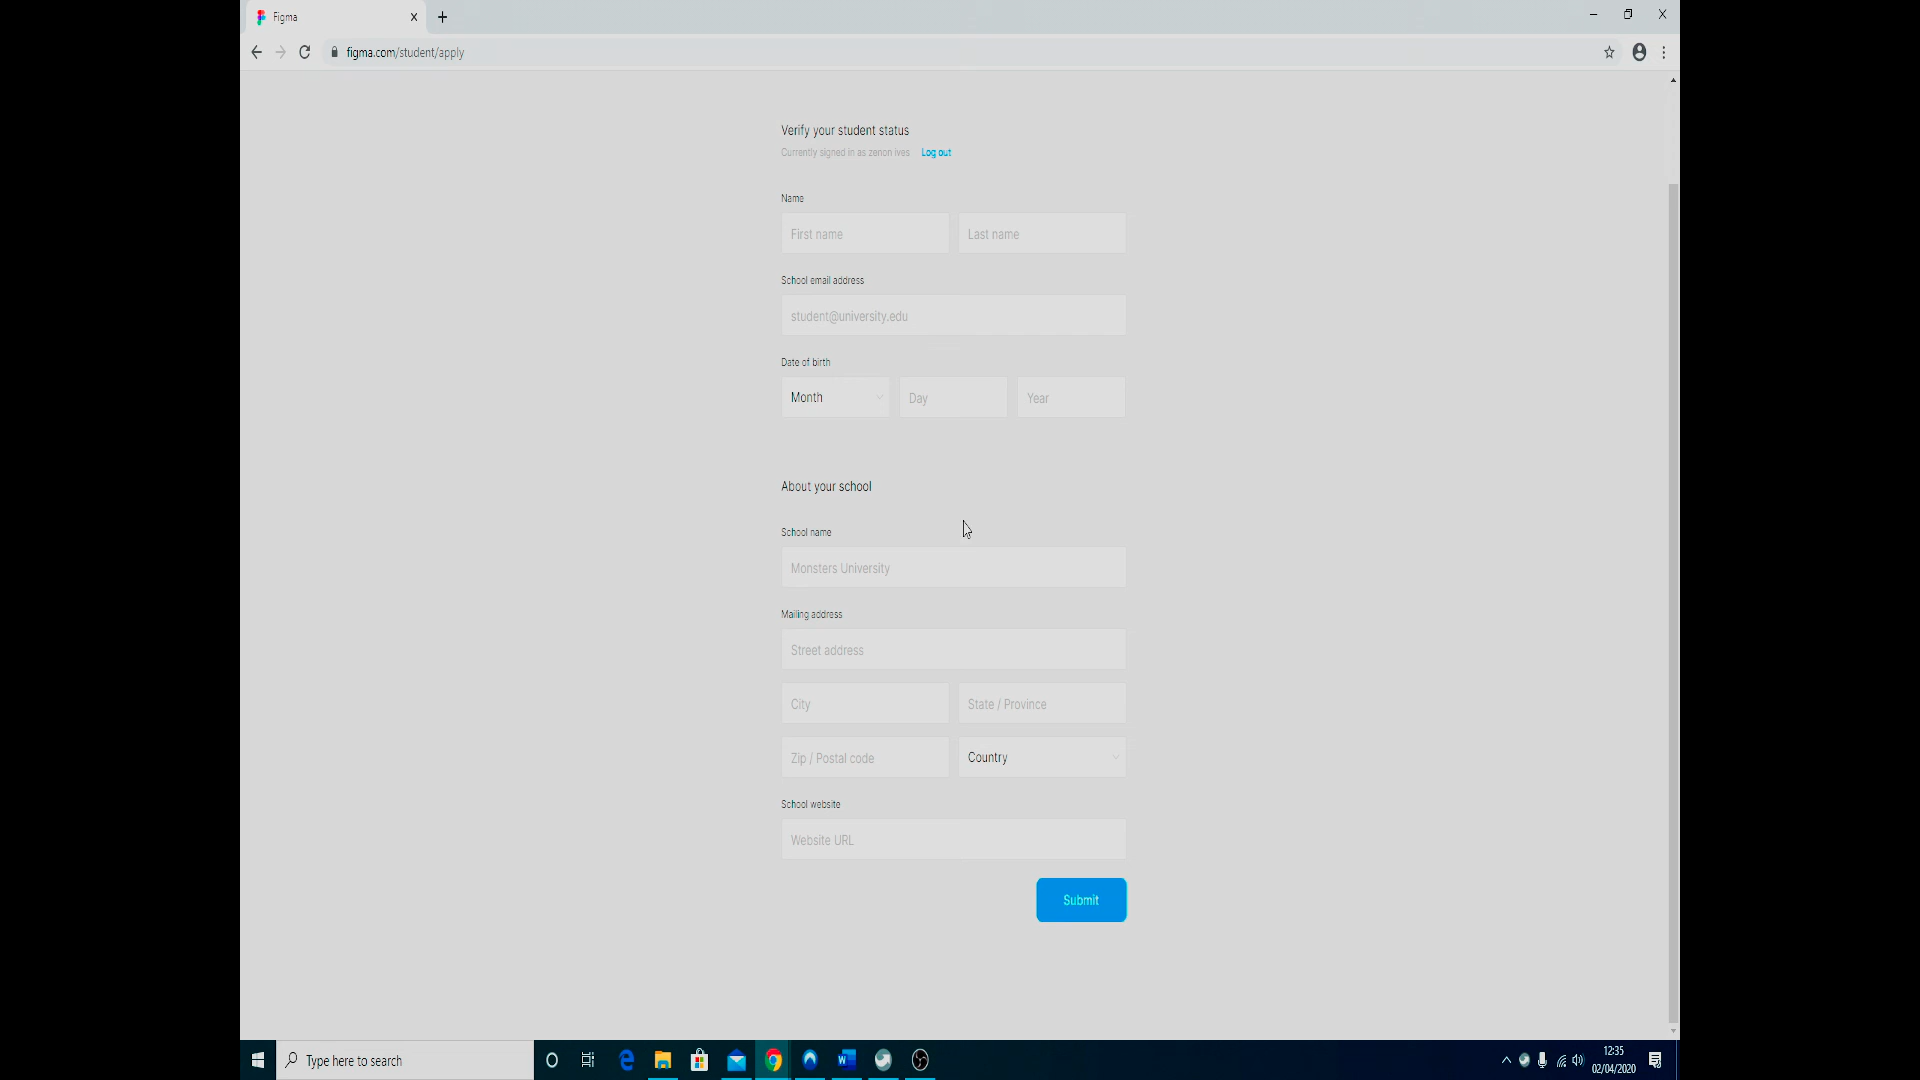 Figma
figma.com/student/apply
Verify your student status
Currently signed in as zenon ives Log out
Name
First name Last name
School email address
student@university.edu
Date of birth
Month Day Year
About your school
School name
Monsters University
Mailing address
Street address
City State / Province
Zip / Postal code Country
School website
Website URL
Submit
Type here to search
12:35
02/04/2020